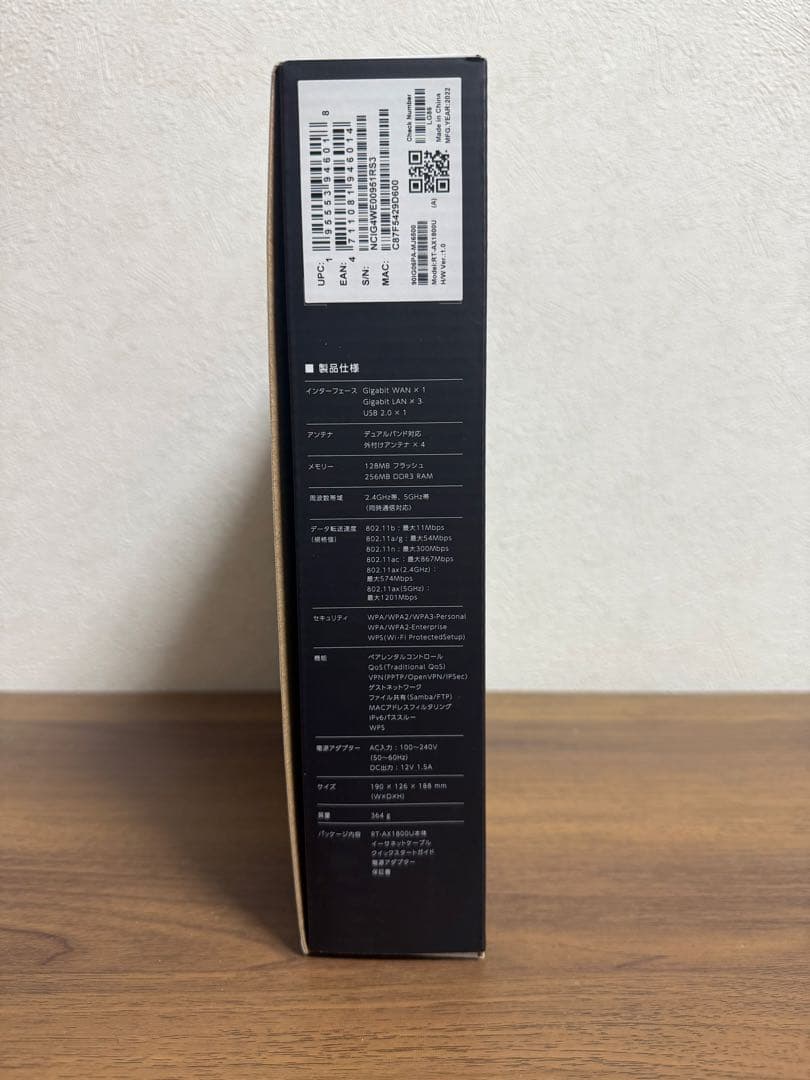 UPC:
1 95553 94601 8
EAN:
4 711081 946014
S/N:
NCIG4WE00951RS3
MAC:
C87F5429D600
Check Number
LG86
Made in China
MFG.YEAR:2022
90IG06PA-MJ6600
Model:RT-AX1800U
(A)
H/W Ver.:1.0
■ 製品仕様
インターフェース Gigabit WAN × 1
Gigabit LAN × 3
USB 2.0 × 1
アンテナ デュアルバンド対応
外付けアンテナ × 4
メモリー 128MB フラッシュ
256MB DDR3 RAM
周波数帯域 2.4GHz帯、5GHz帯
(同時通信対応)
データ転送速度 802.11b：最大11Mbps
(規格値) 802.11a/g：最大54Mbps
802.11n：最大300Mbps
802.11ac：最大867Mbps
802.11ax(2.4GHz)：
最大574Mbps
802.11ax(5GHz)：
最大1201Mbps
セキュリティ WPA/WPA2/WPA3-Personal
WPA/WPA2-Enterprise
WPS(Wi-Fi ProtectedSetup)
機能 ペアレンタルコントロール
QoS(Traditional QoS)
VPN(PPTP/OpenVPN/IPSec)
ゲストネットワーク
ファイル共有(Samba/FTP)
MACアドレスフィルタリング
IPv6パススルー
WPS
電源アダプター AC入力：100～240V
(50～60Hz)
DC出力：12V 1.5A
サイズ 190 × 126 × 188 mm
(W×D×H)
質量 364 g
パッケージ内容 RT-AX1800U本体
イーサネットケーブル
クイックスタートガイド
電源アダプター
保証書